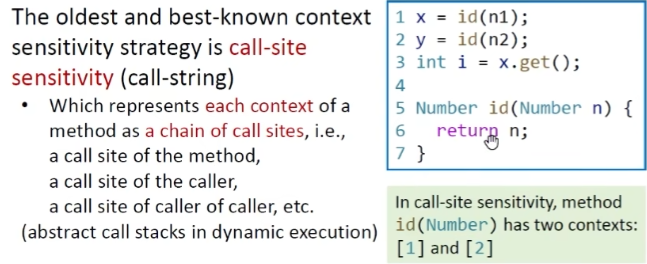 The oldest and best-known context
sensitivity strategy is call-site
sensitivity (call-string)
• Which represents each context of a
method as a chain of call sites, i.e.,
a call site of the method,
a call site of the caller,
a call site of caller of caller, etc.
(abstract call stacks in dynamic execution)
1 x = id(n1);
2 y = id(n2);
3 int i = x.get();
4
5 Number id(Number n) {
6 return n;
7 }
In call-site sensitivity, method
id(Number) has two contexts:
[1] and [2]